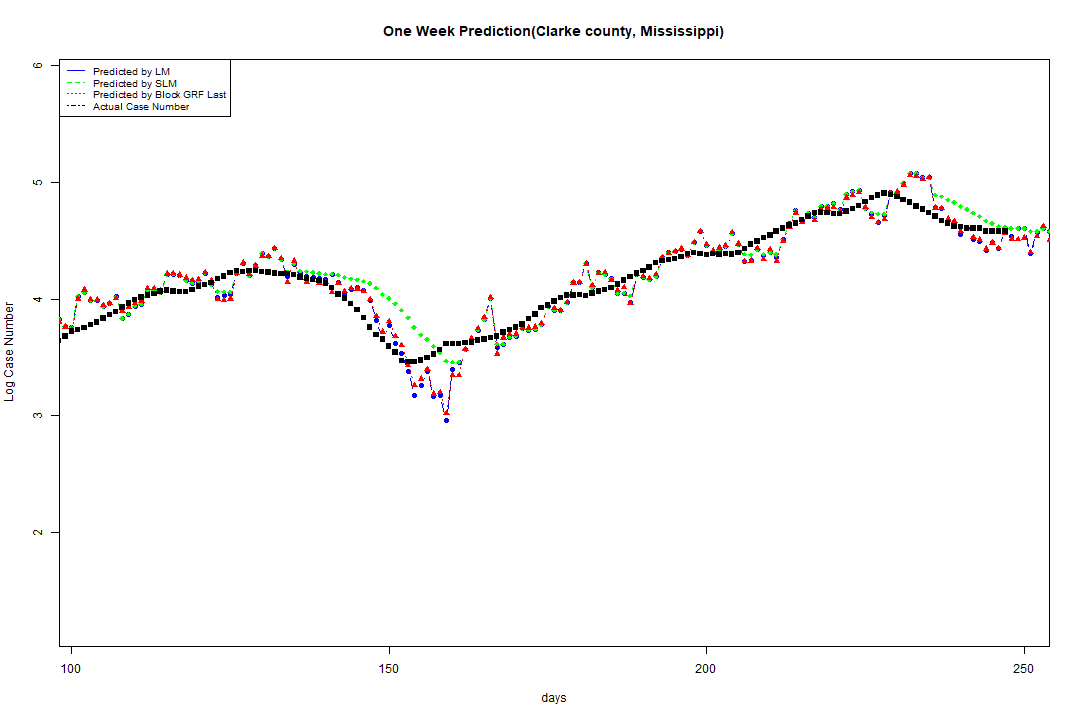 One Week Prediction(Clarke county, Mississippi)
6
5
4
3
2
Log Case Number
Predicted by LM
Predicted by SLM
Predicted by Block GRF Last
Actual Case Number
100 150 200 250
days